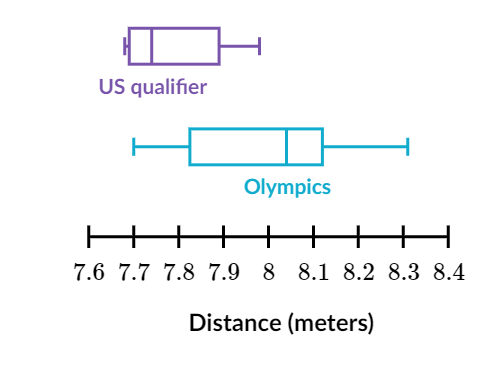 US qualifier
Olympics
7.6 7.7 7.8 7.9 8 8.1 8.2 8.3 8.4
Distance (meters)